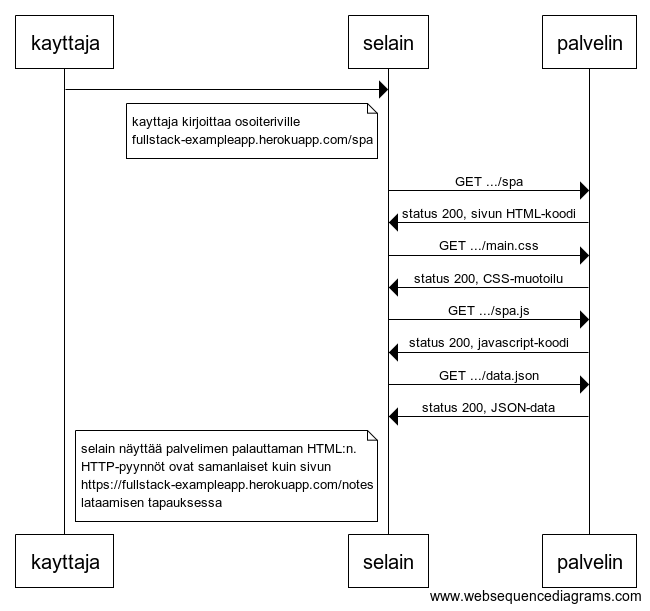 kayttaja
selain
palvelin
kayttaja kirjoittaa osoiteriville
fullstack-exampleapp.herokuapp.com/spa
GET .../spa
status 200, sivun HTML-koodi
GET .../main.css
status 200, CSS-muotoilu
GET .../spa.js
status 200, javascript-koodi
GET .../data.json
status 200, JSON-data
selain näyttää palvelimen palauttaman HTML:n.
HTTP-pyynnöt ovat samanlaiset kuin sivun
https://fullstack-exampleapp.herokuapp.com/notes
lataamisen tapauksessa
kayttaja
selain
palvelin
www.websequencediagrams.com